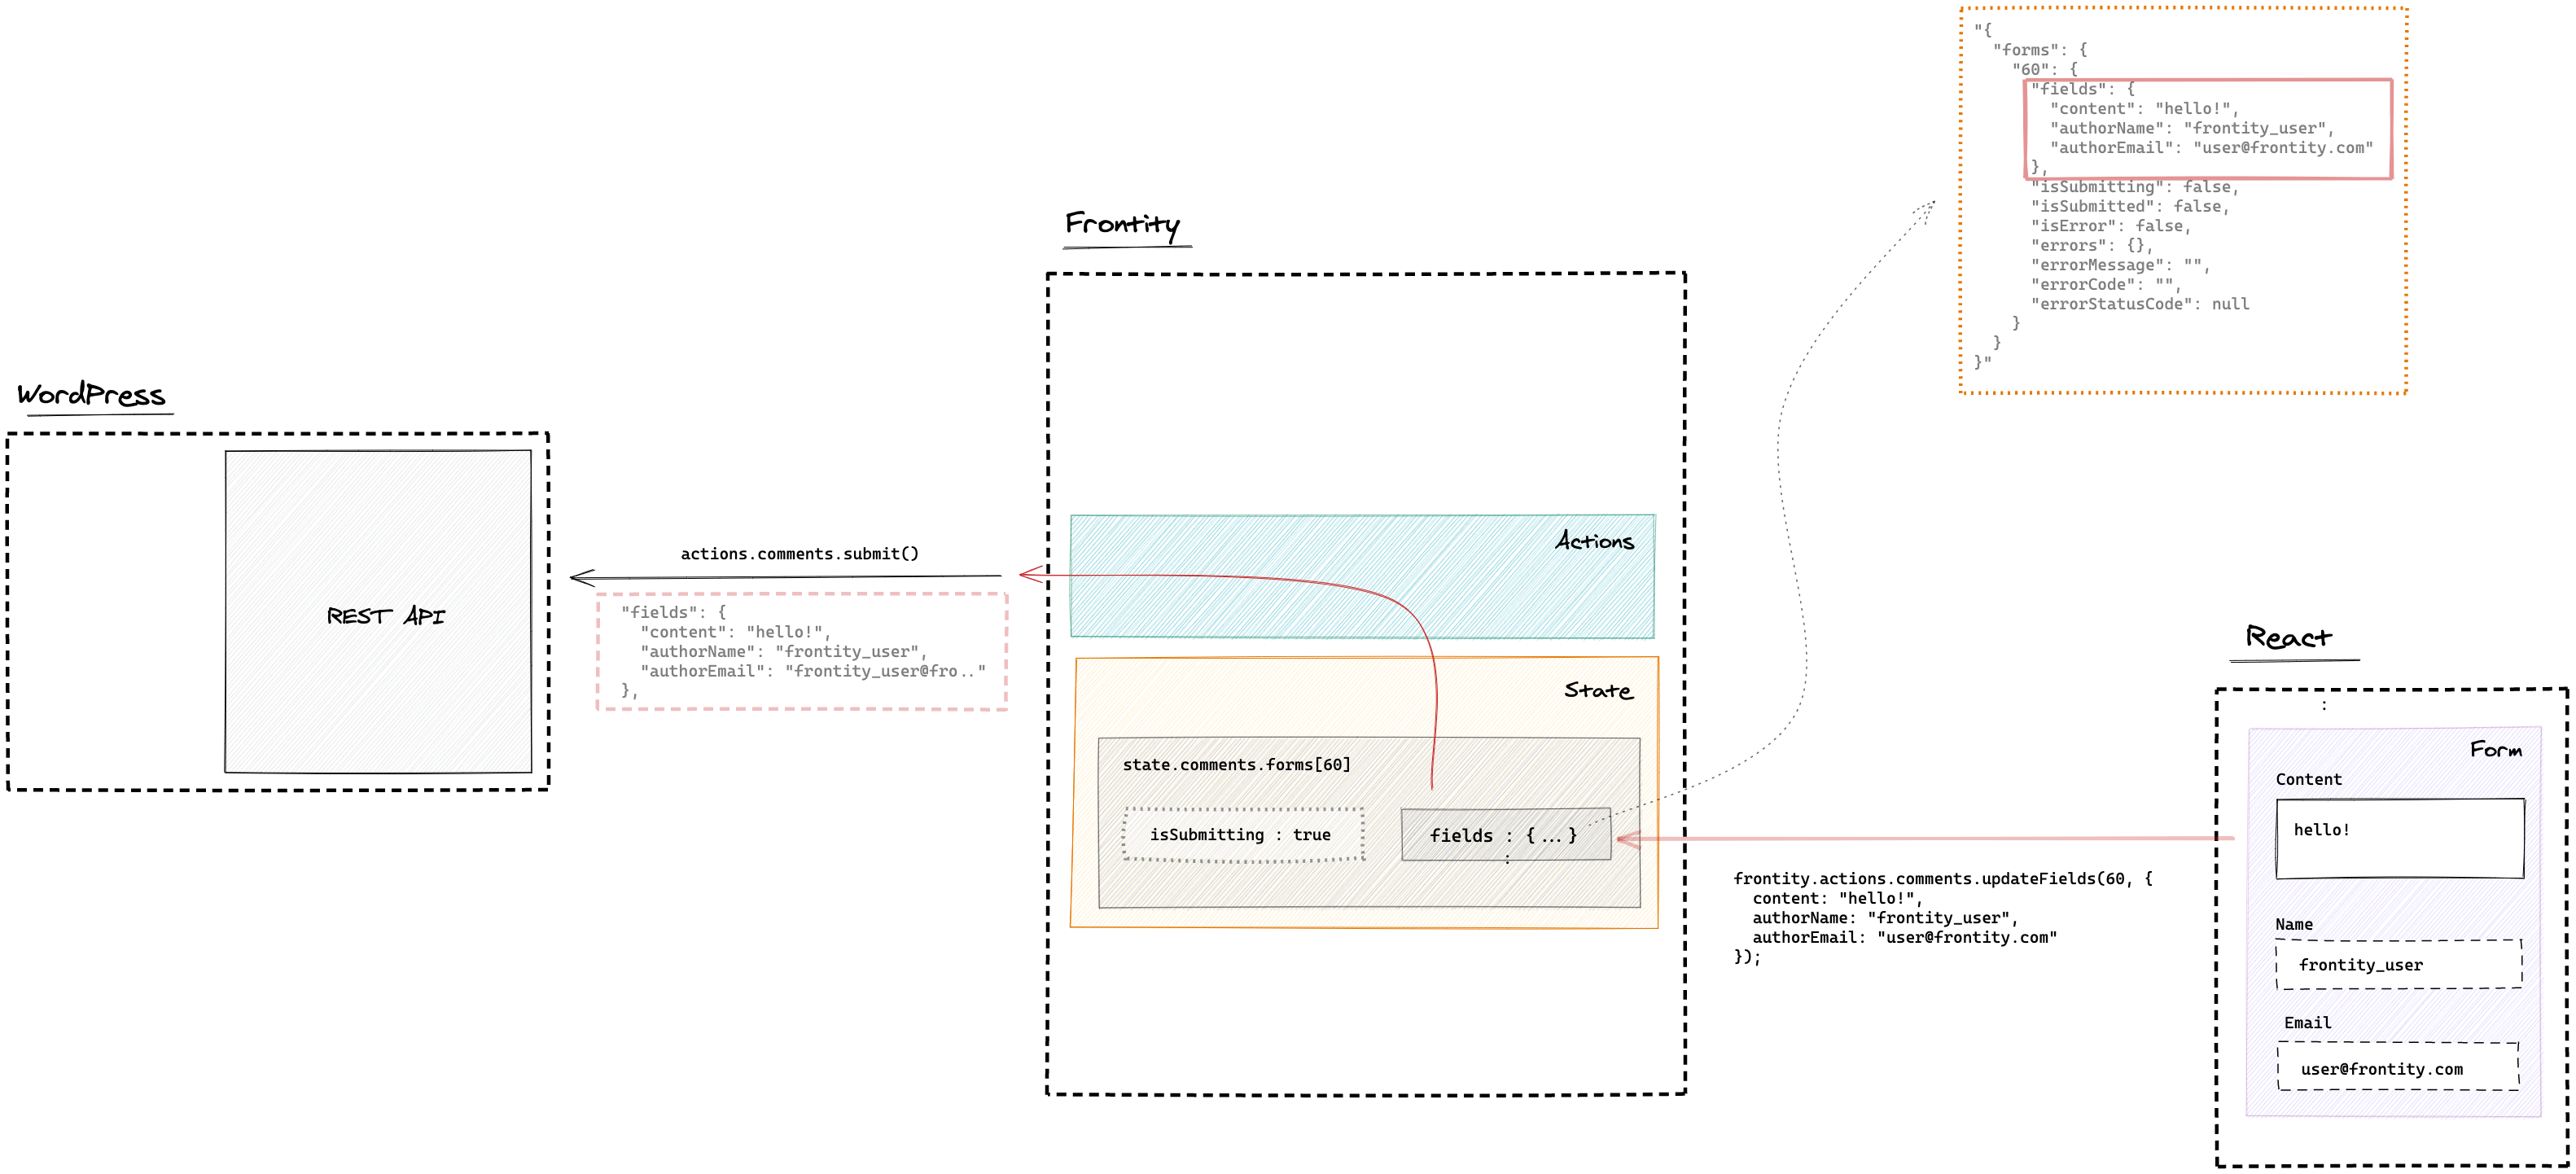 WordPress
REST API
actions.comments.submit()
"fields": {
"content": "hello!",
"authorName": "frontity_user",
"authorEmail": "frontity_user@fro.."
},
Frontity
Actions
State
state.comments.forms[60]
isSubmitting : true
fields : {...}
:
"{
"forms": {
"60": {
"fields": {
"content": "hello!",
"authorName": "frontity_user",
"authorEmail": "user@frontity.com"
},
"isSubmitting": false,
"isSubmitted": false,
"isError": false,
"errors": {},
"errorMessage": "",
"errorCode": "",
"errorStatusCode": null
}
}
}"
frontity.actions.comments.updateFields(60, {
content: "hello!",
authorName: "frontity_user",
authorEmail: "user@frontity.com"
});
React
:
Form
Content
hello!
Name
frontity_user
Email
user@frontity.com